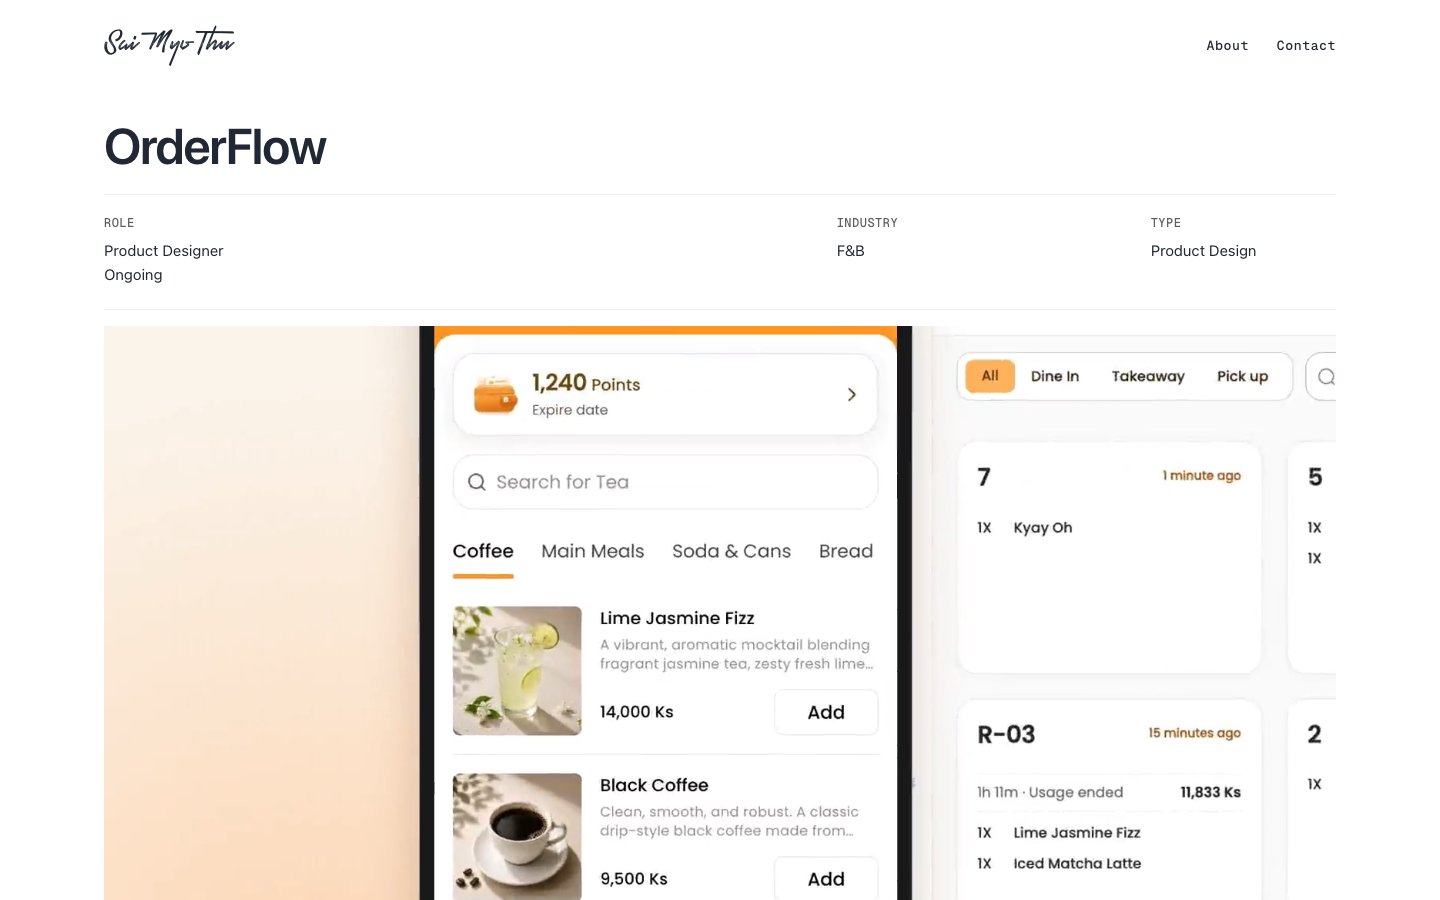 Sai Myo Thu
About
Contact
OrderFlow
ROLE
Product Designer
Ongoing
INDUSTRY
F&B
TYPE
Product Design
1,240 Points
Expire date
Search for Tea
Coffee
Main Meals
Soda & Cans
Bread
Lime Jasmine Fizz
A vibrant, aromatic mocktail blending
fragrant jasmine tea, zesty fresh lime...
14,000 Ks
Add
Black Coffee
Clean, smooth, and robust. A classic
drip-style black coffee made from...
9,500 Ks
Add
All
Dine In
Takeaway
Pick up
7
1 minute ago
1X Kyay Oh
5
1X
1X
R-03
15 minutes ago
1h 11m · Usage ended
11,833 Ks
1X Lime Jasmine Fizz
1X Iced Matcha Latte
2
1X